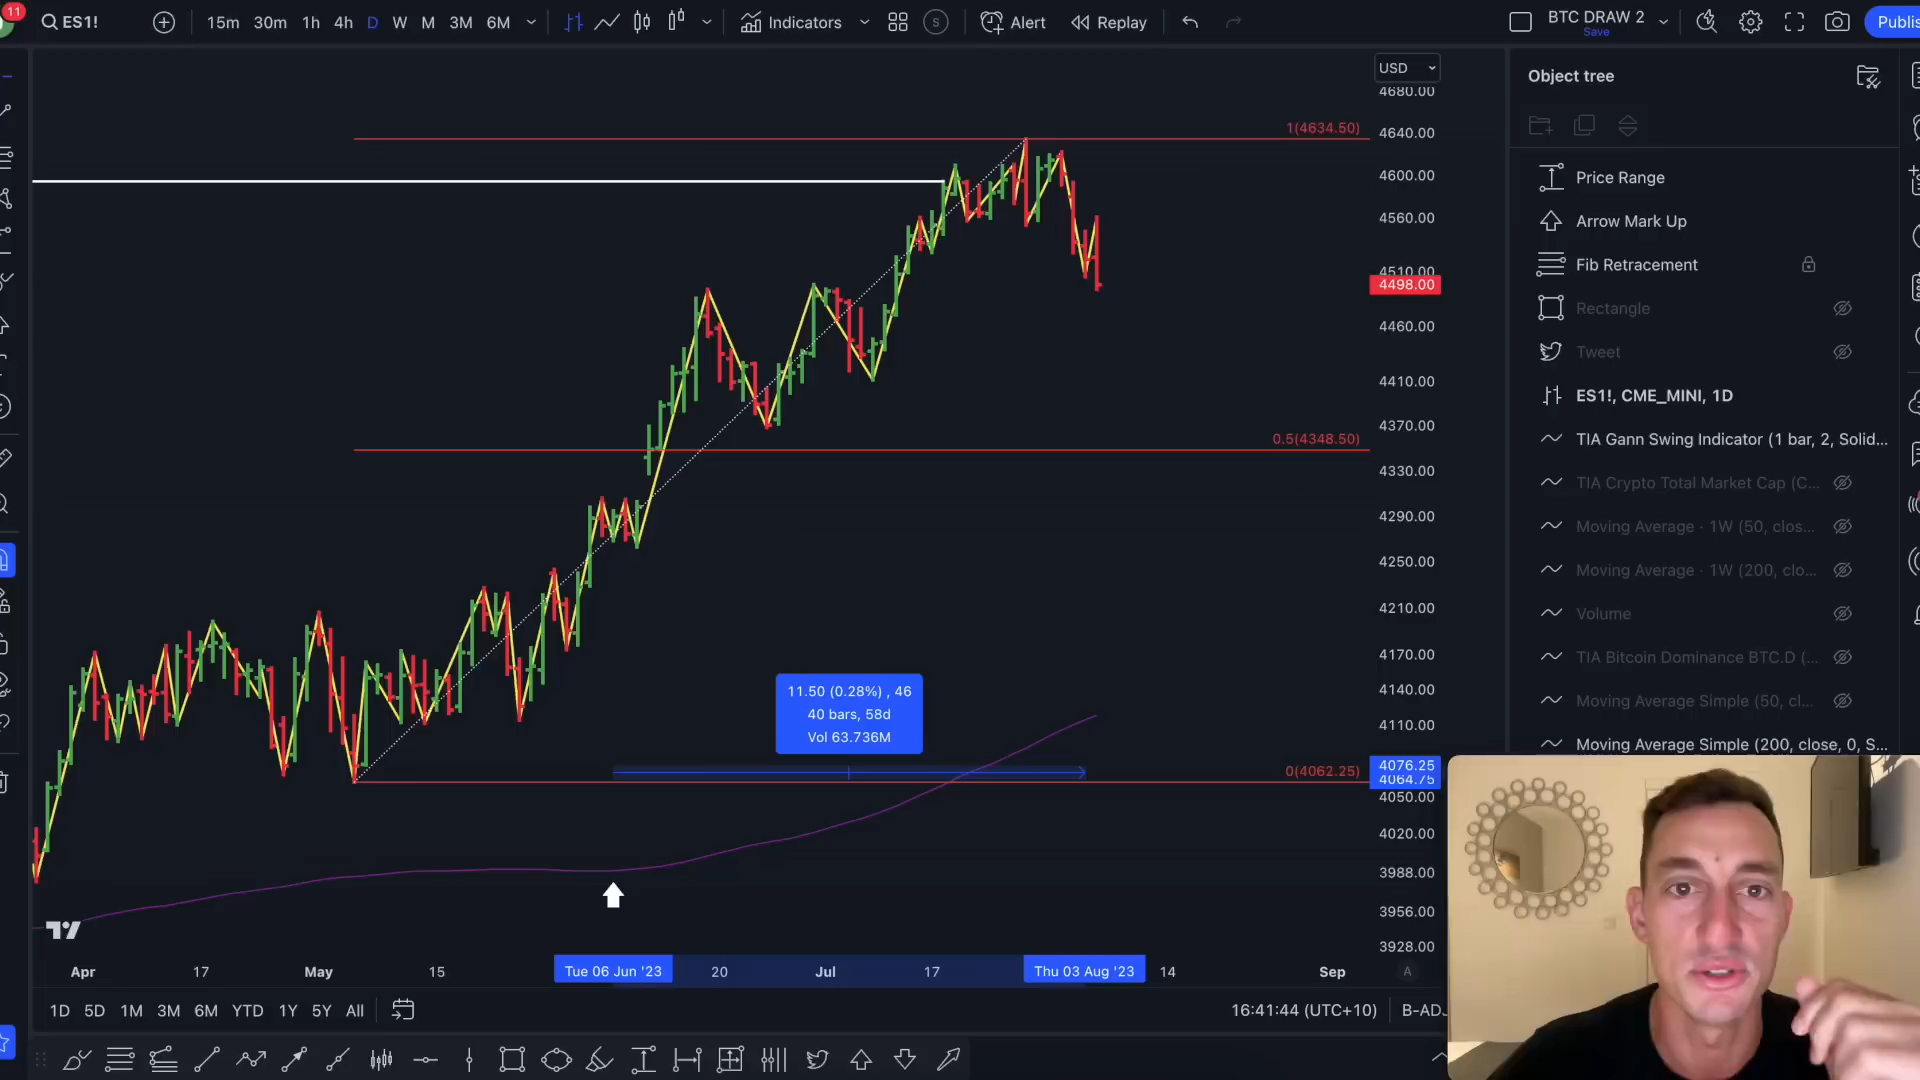 11
ES1!
15m 30m 1h 4h D W M 3M 6M
Indicators
S
Alert
Replay
BTC DRAW 2
Save
Publis
USD
4680.00
4640.00
4600.00
4560.00
4510.00
4498.00
4460.00
4410.00
4370.00
4330.00
4290.00
4250.00
4210.00
4170.00
4140.00
4110.00
4076.25
4064.75
4050.00
4020.00
3988.00
3956.00
3928.00
1(4634.50)
0.5(4348.50)
0(4062.25)
11.50 (0.28%) , 46
40 bars, 58d
Vol 63.736M
Apr 17 May 15 Tue 06 Jun '23 20 Jul 17 Thu 03 Aug '23 14 Sep A
1D 5D 1M 3M 6M YTD 1Y 5Y All
16:41:44 (UTC+10) B-ADJ
Object tree
Price Range
Arrow Mark Up
Fib Retracement
Rectangle
Tweet
ES1!, CME_MINI, 1D
TIA Gann Swing Indicator (1 bar, 2, Solid...
TIA Crypto Total Market Cap (C...
Moving Average · 1W (50, clos...
Moving Average · 1W (200, clo...
Volume
TIA Bitcoin Dominance BTC.D (...
Moving Average Simple (50, cl...
Moving Average Simple (200, close, 0, S...